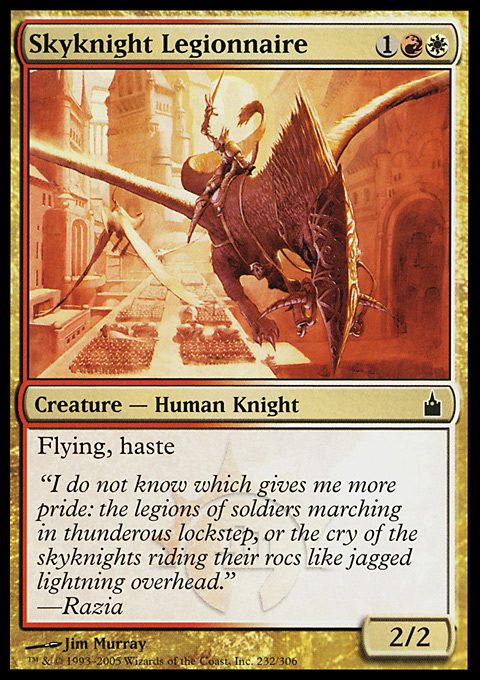 Skyknight Legionnaire 1
Creature — Human Knight
Flying, haste
“I do not know which gives me more
pride: the legions of soldiers marching
in thunderous lockstep, or the cry of the
skyknights riding their rocs like jagged
lightning overhead.”
—Razia
Jim Murray
2/2
™ & © 1993–2005 Wizards of the Coast, Inc. 232/306